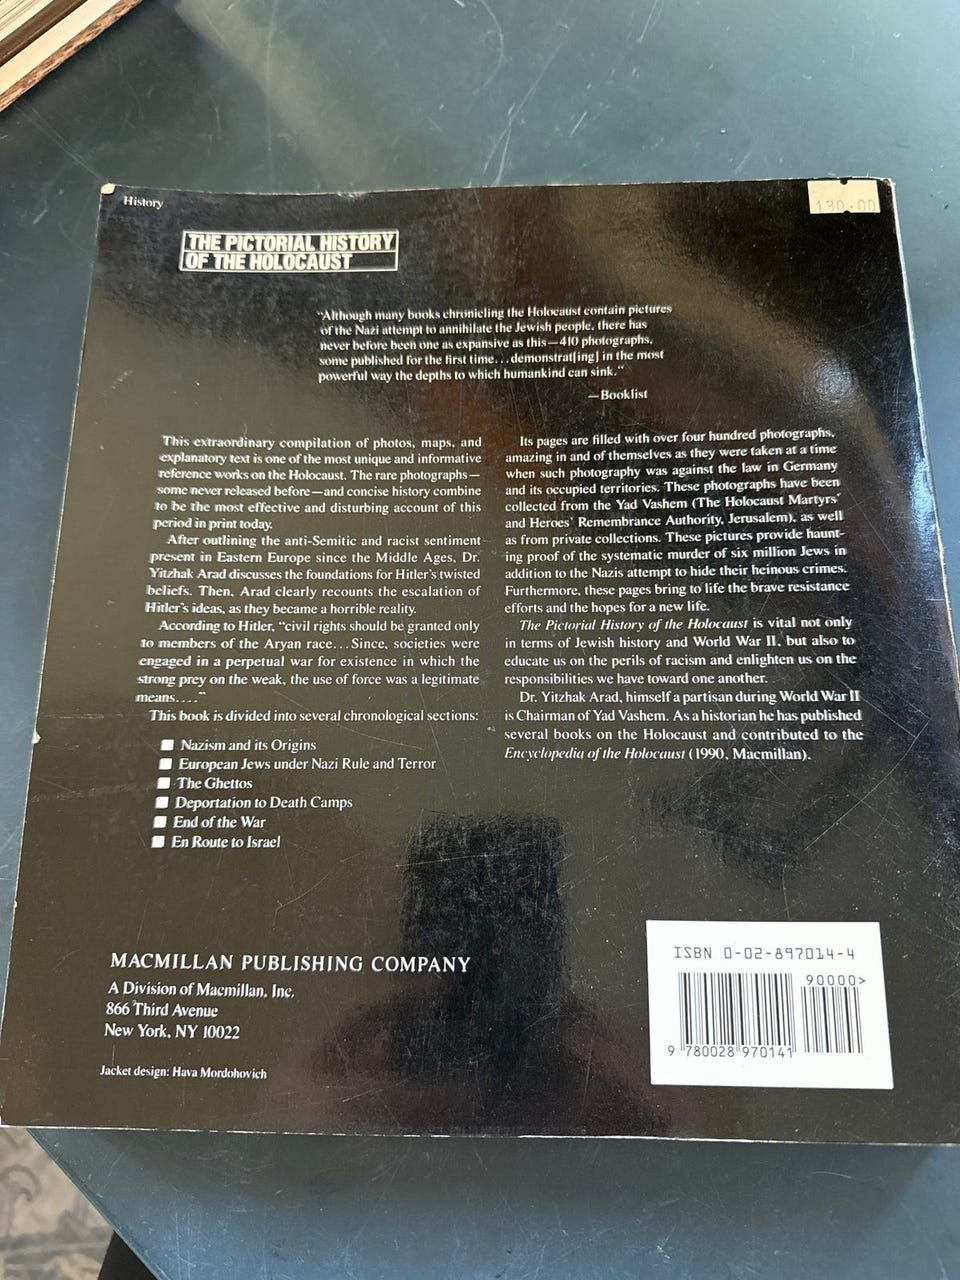 History
130.00
THE PICTORIAL HISTORY
OF THE HOLOCAUST
“Although many books chronicling the Holocaust contain pictures
of the Nazi attempt to annihilate the Jewish people, there has
never before been one as expansive as this—410 photographs,
some published for the first time...demonstrat[ing] in the most
powerful way the depths to which humankind can sink.”
—Booklist
This extraordinary compilation of photos, maps, and
explanatory text is one of the most unique and informative
reference works on the Holocaust. The rare photographs—
some never released before—and concise history combine
to be the most effective and disturbing account of this
period in print today.
After outlining the anti-Semitic and racist sentiment
present in Eastern Europe since the Middle Ages, Dr.
Yitzhak Arad discusses the foundations for Hitler's twisted
beliefs. Then, Arad clearly recounts the escalation of
Hitler's ideas, as they became a horrible reality.
According to Hitler, “civil rights should be granted only
to members of the Aryan race...Since, societies were
engaged in a perpetual war for existence in which the
strong prey on the weak, the use of force was a legitimate
means....”
This book is divided into several chronological sections:
■ Nazism and its Origins
■ European Jews under Nazi Rule and Terror
■ The Ghettos
■ Deportation to Death Camps
■ End of the War
■ En Route to Israel
Its pages are filled with over four hundred photographs,
amazing in and of themselves as they were taken at a time
when such photography was against the law in Germany
and its occupied territories. These photographs have been
collected from the Yad Vashem (The Holocaust Martyrs'
and Heroes' Remembrance Authority, Jerusalem), as well
as from private collections. These pictures provide haunt-
ing proof of the systematic murder of six million Jews in
addition to the Nazis attempt to hide their heinous crimes.
Furthermore, these pages bring to life the brave resistance
efforts and the hopes for a new life.
The Pictorial History of the Holocaust is vital not only
in terms of Jewish history and World War II, but also to
educate us on the perils of racism and enlighten us on the
responsibilities we have toward one another.
Dr. Yitzhak Arad, himself a partisan during World War II
is Chairman of Yad Vashem. As a historian he has published
several books on the Holocaust and contributed to the
Encyclopedia of the Holocaust (1990, Macmillan).
MACMILLAN PUBLISHING COMPANY
A Division of Macmillan, Inc.
866 Third Avenue
New York, NY 10022
Jacket design: Hava Mordohovich
ISBN 0-02-897014-4
90000>
9 780028 970141